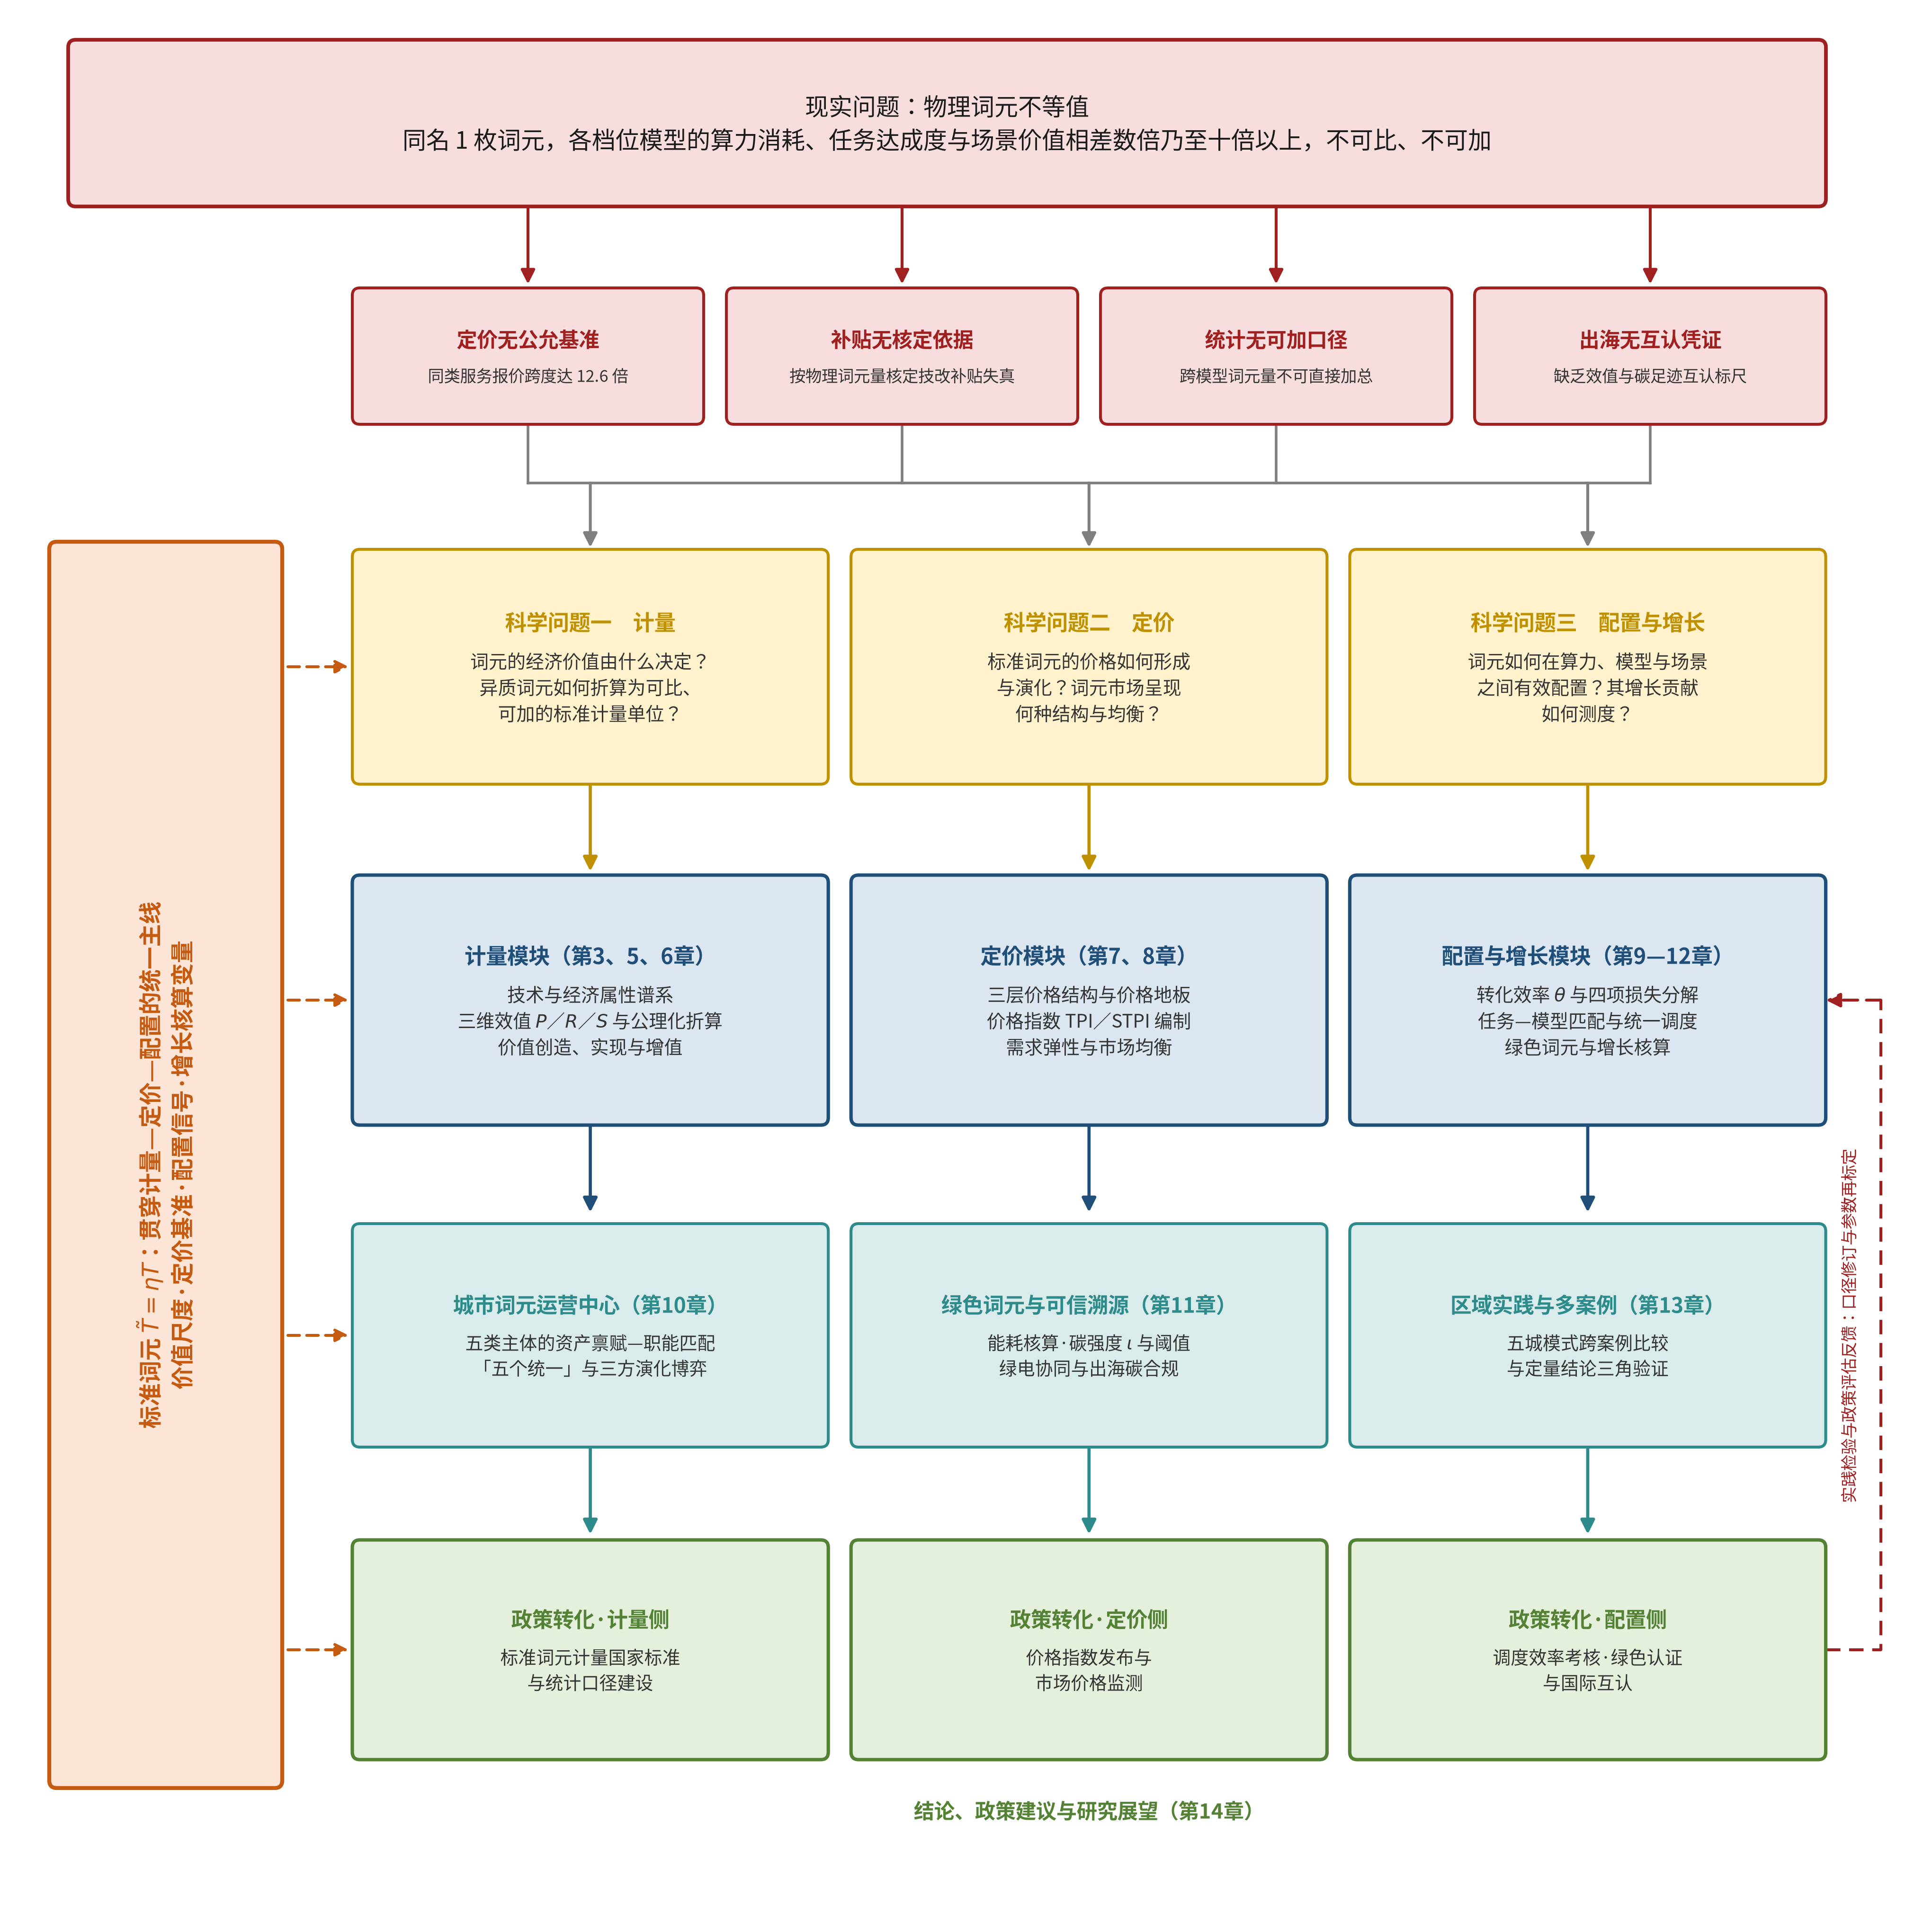 现实问题：物理词元不等值
同名 1 枚词元，各档位模型的算力消耗、任务达成度与场景价值相差数倍乃至十倍以上，不可比、不可加
定价无公允基准
同类服务报价跨度达 12.6 倍
补贴无核定依据
按物理词元量核定技改补贴失真
统计无可加口径
跨模型词元量不可直接加总
出海无互认凭证
缺乏效值与碳足迹互认标尺
标准词元 T̃ = ηT：贯穿计量—定价—配置的统一主线
价值尺度·定价基准·配置信号·增长核算变量
科学问题一　计量
词元的经济价值由什么决定？
异质词元如何折算为可比、
可加的标准计量单位？
科学问题二　定价
标准词元的价格如何形成
与演化？词元市场呈现
何种结构与均衡？
科学问题三　配置与增长
词元如何在算力、模型与场景
之间有效配置？其增长贡献
如何测度？
计量模块（第3、5、6章）
技术与经济属性谱系
三维效值 P／R／S 与公理化折算
价值创造、实现与增值
定价模块（第7、8章）
三层价格结构与价格地板
价格指数 TPI／STPI 编制
需求弹性与市场均衡
配置与增长模块（第9—12章）
转化效率 θ 与四项损失分解
任务—模型匹配与统一调度
绿色词元与增长核算
城市词元运营中心（第10章）
五类主体的资产禀赋—职能匹配
「五个统一」与三方演化博弈
绿色词元与可信溯源（第11章）
能耗核算·碳强度 ι 与阈值
绿电协同与出海碳合规
区域实践与多案例（第13章）
五城模式跨案例比较
与定量结论三角验证
实践检验与政策评估反馈：口径修订与参数再标定
政策转化·计量侧
标准词元计量国家标准
与统计口径建设
政策转化·定价侧
价格指数发布与
市场价格监测
政策转化·配置侧
调度效率考核·绿色认证
与国际互认
结论、政策建议与研究展望（第14章）